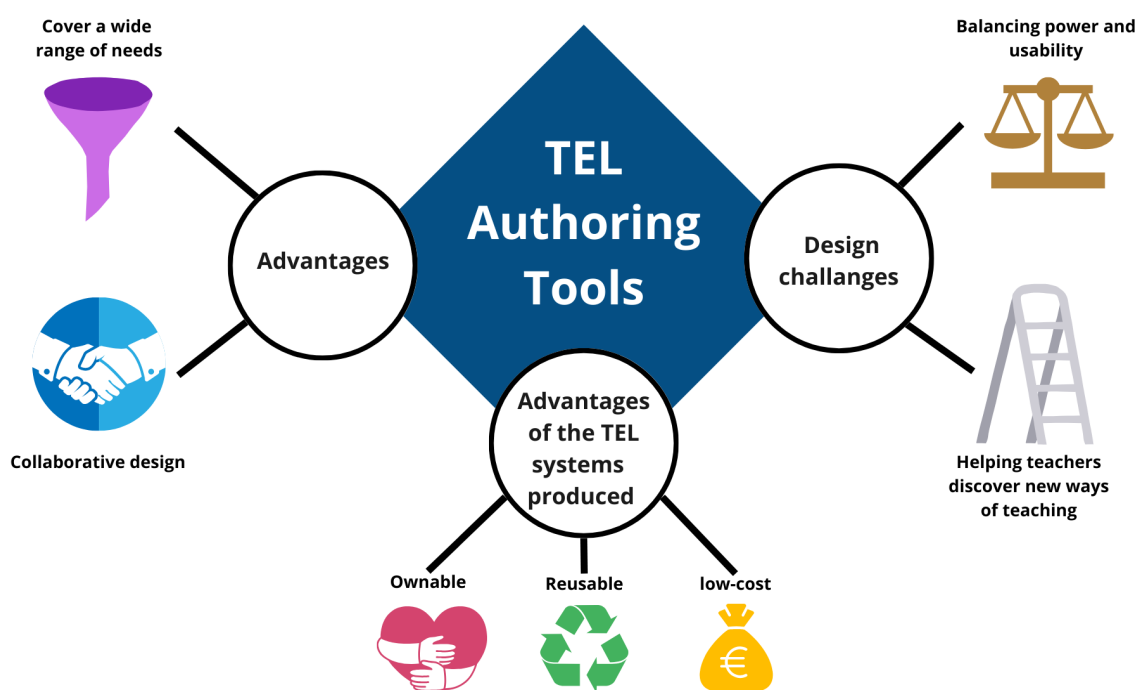 Cover a wide
range of needs
Balancing power and
usability
TEL
Authoring
Tools
Advantages
Design
challanges
Advantages
of the TEL
systems
produced
Collaborative design
Helping teachers
discover new ways
of teaching
Ownable
Reusable
low-cost
€